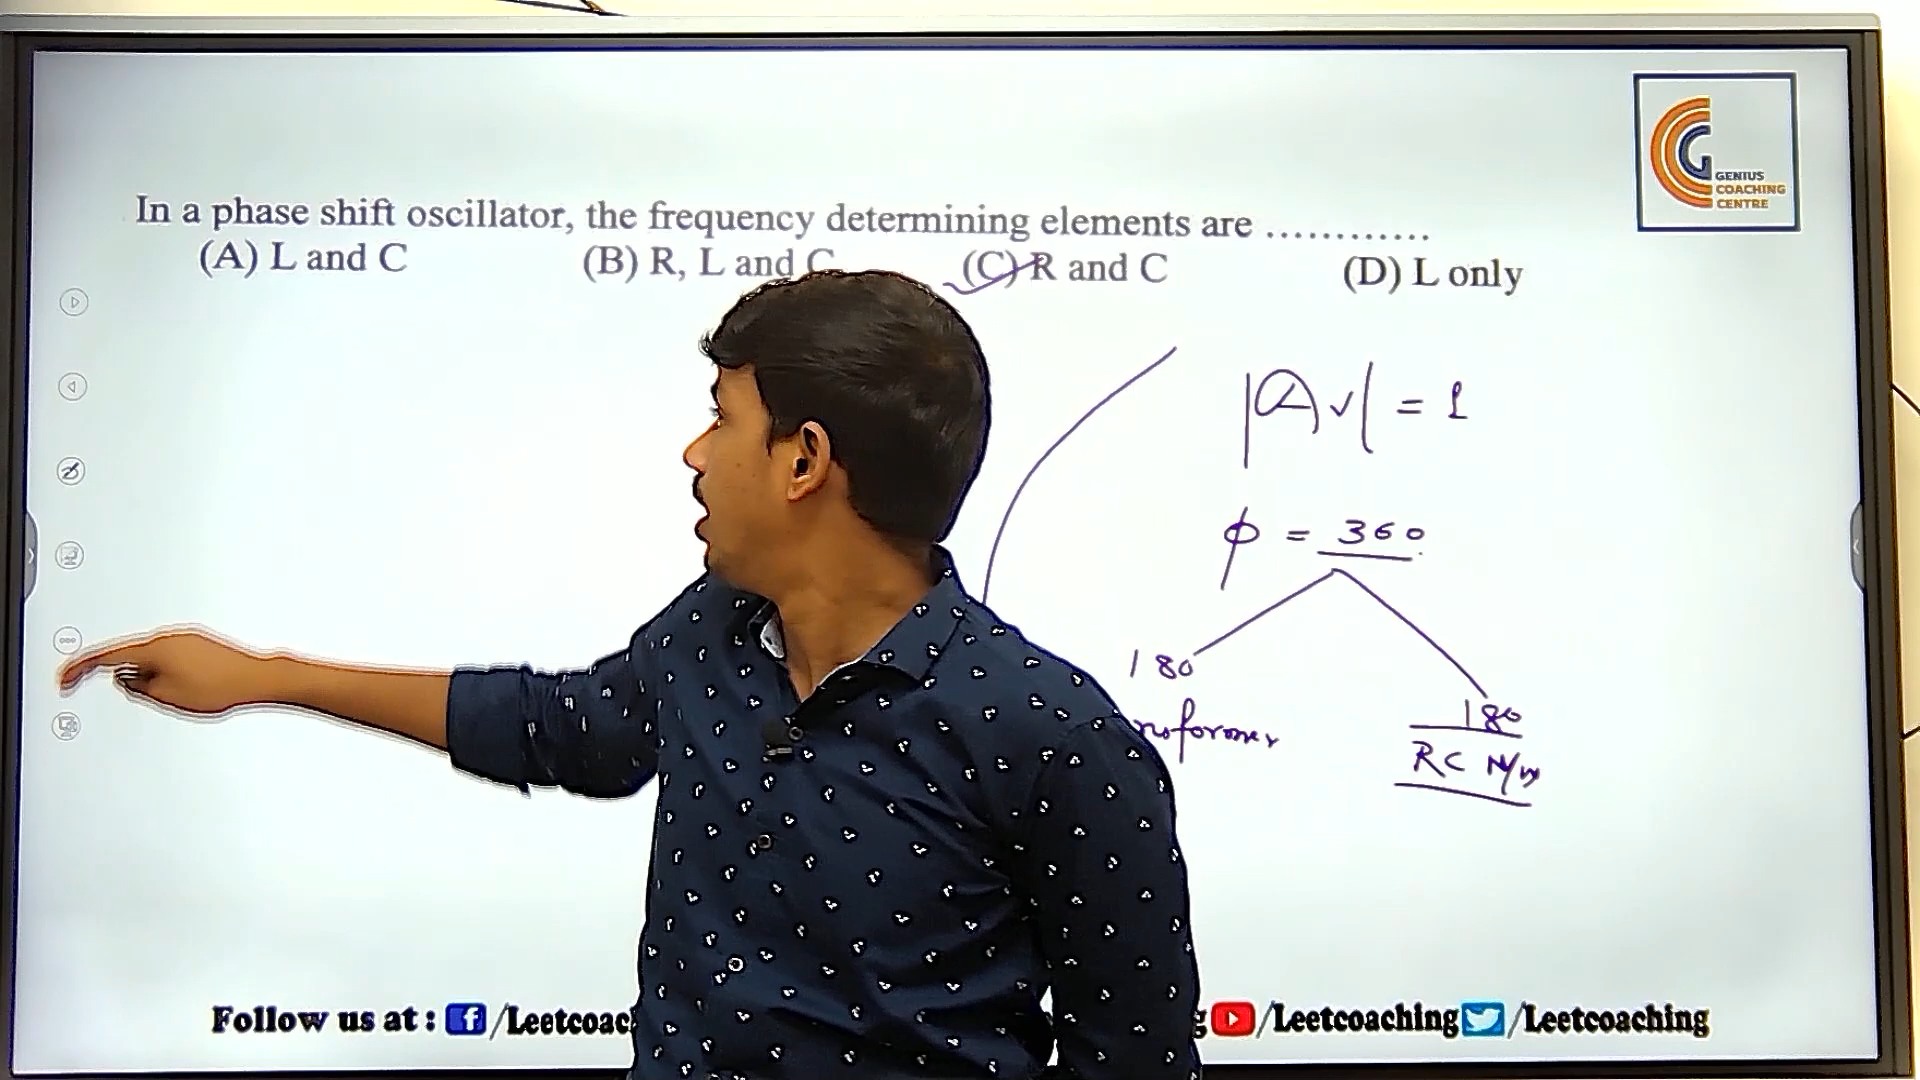 GENIUS
COACHING
CENTRE
In a phase shift oscillator, the frequency determining elements are ............
(A) L and C (B) R, L and C (C) R and C (D) L only
|Av| = 1
φ = 360
180
180
RC N/W
Follow us at : f /Leetcoac /Leetcoaching /Leetcoaching